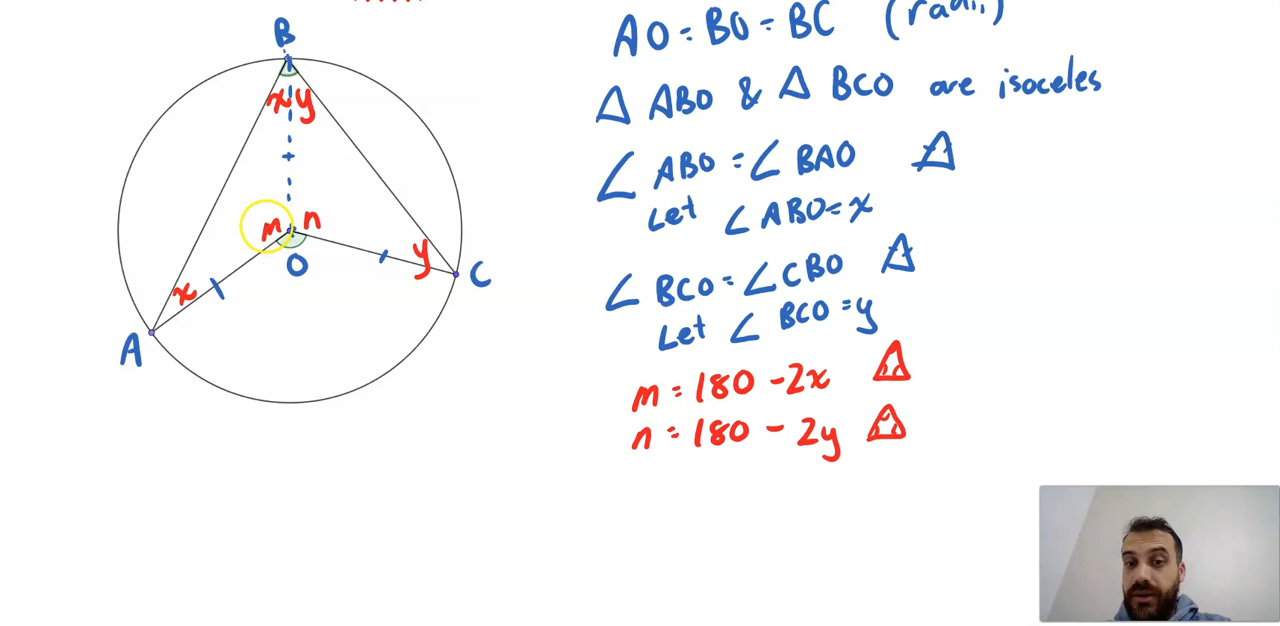 B
x y
m n
O
y
C
x
A
AO = BO = BC (radii)
△ ABO & △ BCO are isoceles
∠ ABO = ∠ BAO △
Let ∠ ABO = x
∠ BCO = ∠ CBO △
Let ∠ BCO = y
m = 180 - 2x △
n = 180 - 2y △